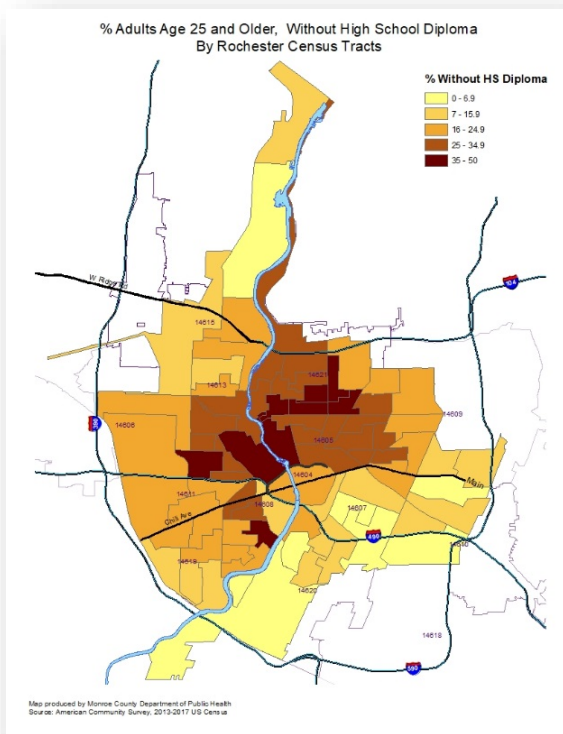 % Adults Age 25 and Older, Without High School Diploma
By Rochester Census Tracts
% Without HS Diploma
0 - 6.9
7 - 15.9
16 - 24.9
25 - 34.9
35 - 50
104
W Ridge Rd
14615
14621
14613
14609
14606
390
14605
14604
Main
14611
14608
14607
Chili Ave
490
14610
14619
14620
14618
590
Map produced by Monroe County Department of Public Health
Source: American Community Survey, 2013-2017 US Census